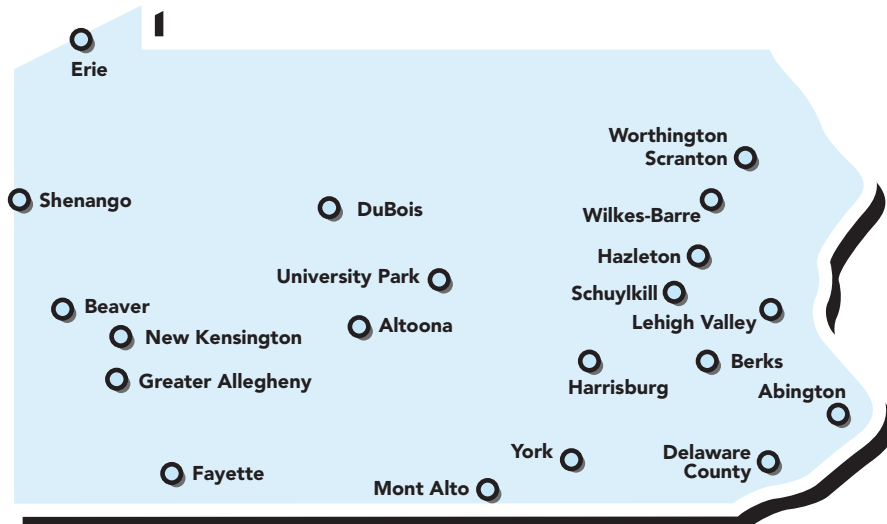 Erie
Worthington
Scranton
Shenango
DuBois
Wilkes-Barre
Hazleton
University Park
Schuylkill
Beaver
Lehigh Valley
New Kensington
Altoona
Berks
Greater Allegheny
Harrisburg
Abington
York
Delaware
County
Fayette
Mont Alto